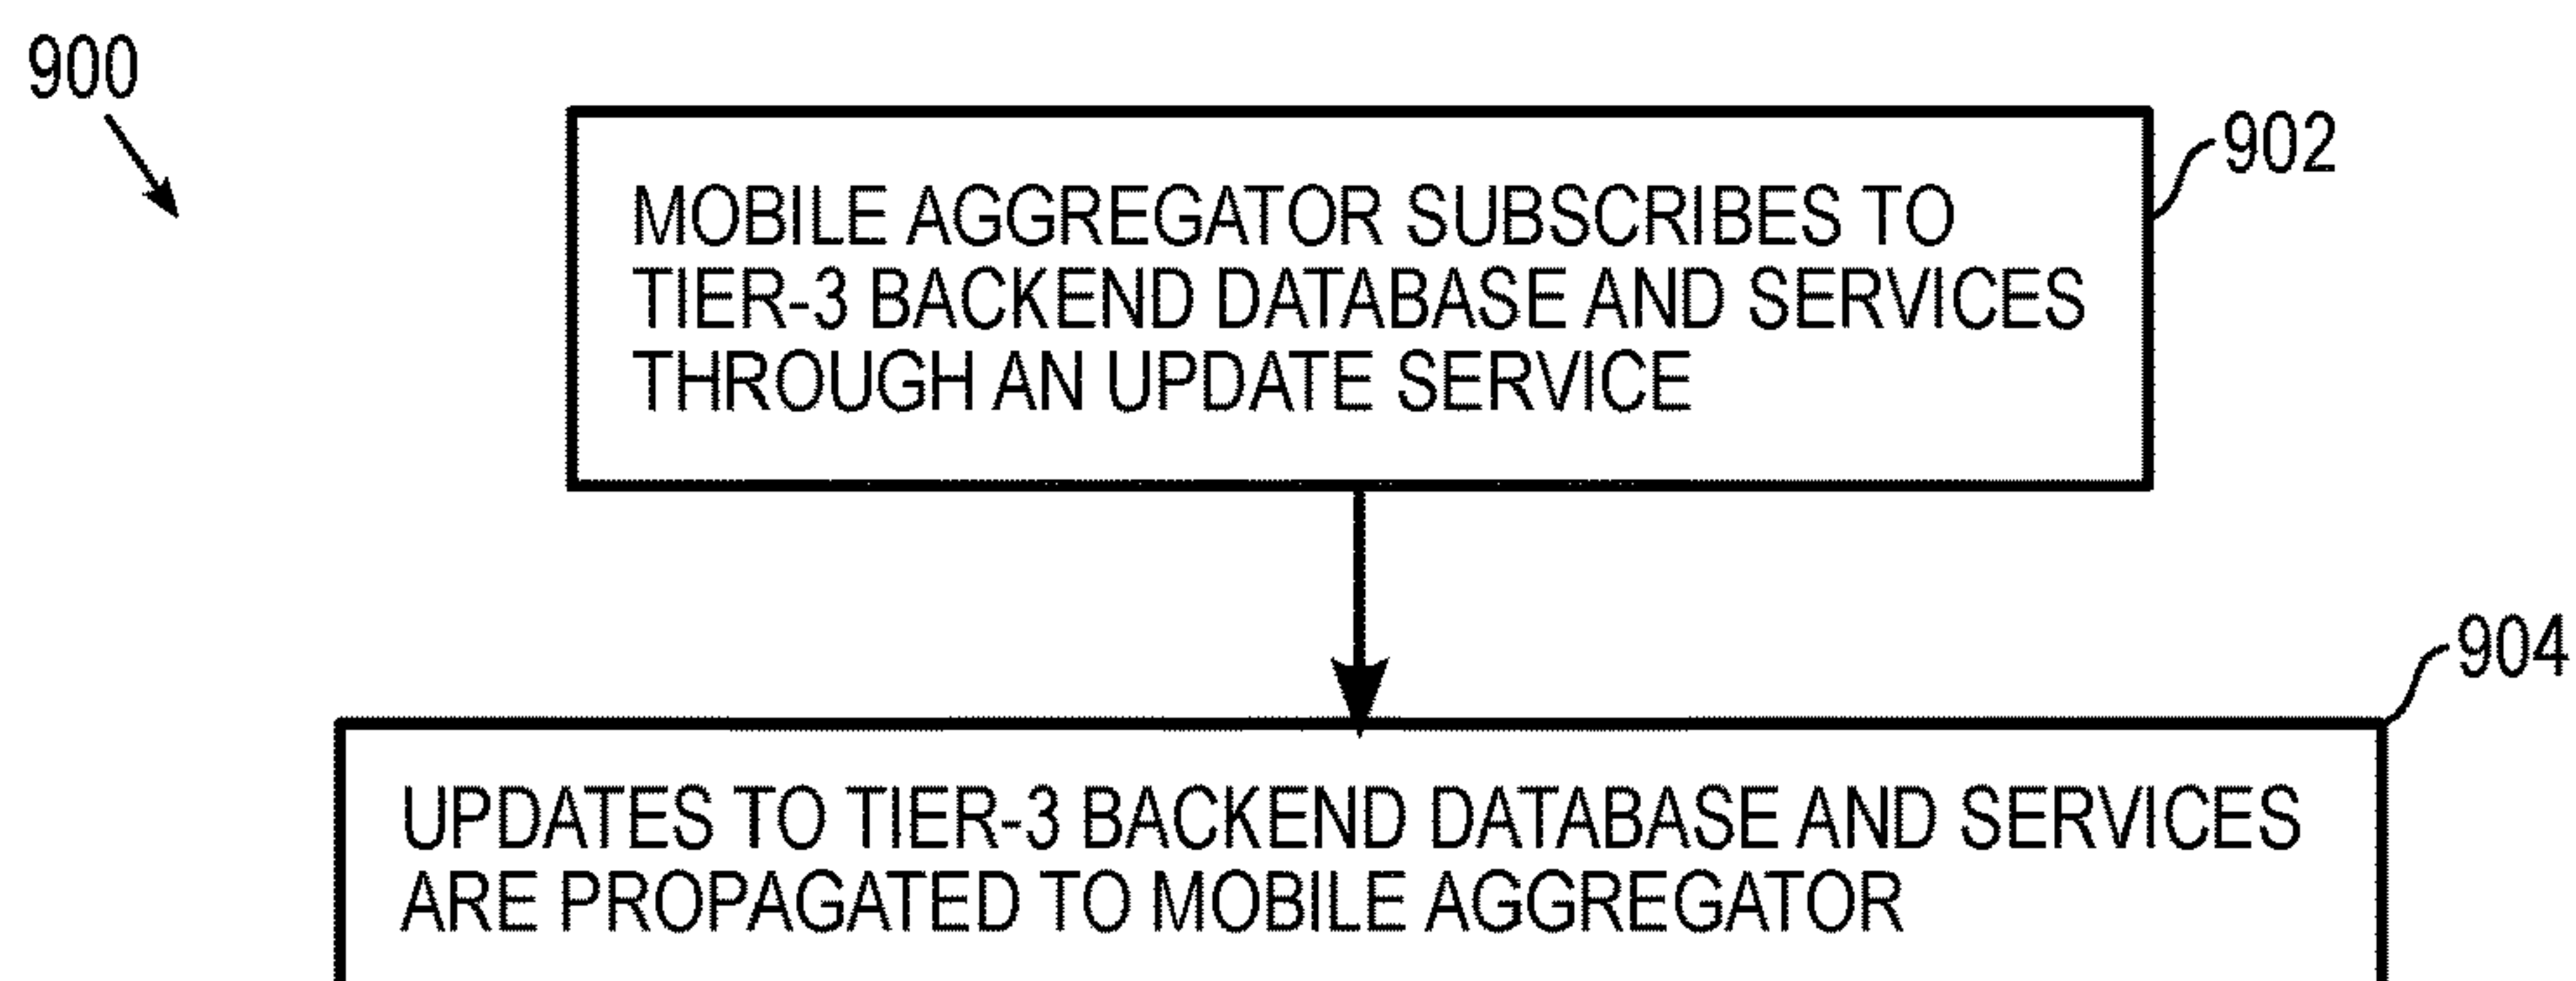 900
902
MOBILE AGGREGATOR SUBSCRIBES TO
TIER-3 BACKEND DATABASE AND SERVICES
THROUGH AN UPDATE SERVICE
904
UPDATES TO TIER-3 BACKEND DATABASE AND SERVICES
ARE PROPAGATED TO MOBILE AGGREGATOR